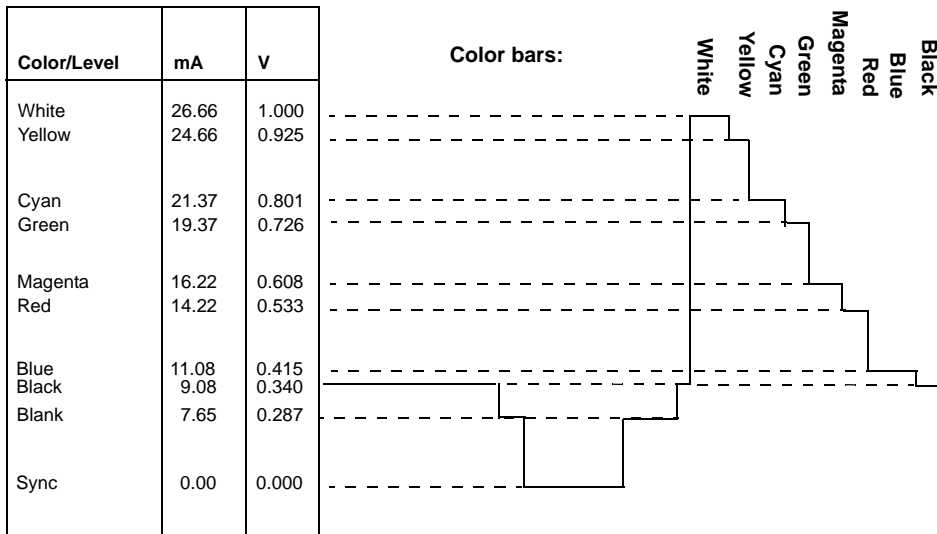 Color/Level mA V
Color bars:
White
Yellow
Cyan
Green
Magenta
Red
Blue
Black
White 26.66 1.000
Yellow 24.66 0.925
Cyan 21.37 0.801
Green 19.37 0.726
Magenta 16.22 0.608
Red 14.22 0.533
Blue 11.08 0.415
Black 9.08 0.340
Blank 7.65 0.287
Sync 0.00 0.000